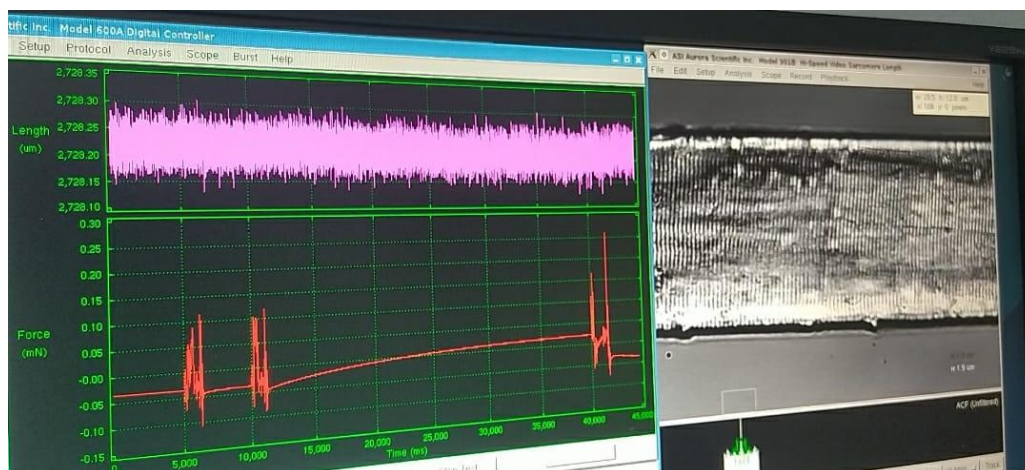 tific Inc.  Model 600A Digital Controller
Setup Protocol Analysis Scope Burst Help
2,728.35
2,728.30
2,728.25
2,728.20
2,728.15
2,728.10
Length
(um)
0.30
0.25
0.20
0.15
0.10
0.05
-0.00
-0.05
-0.10
-0.15
Force
(mN)
0 5,000 10,000 15,000 20,000 25,000 30,000 35,000 40,000 45,000
Time (ms)
ASI Aurora Scientific Inc. Model 901B Hi-Speed Video Sarcomere Length
File Edit Setup Analysis Scope Record Playback Help
ACF (Unfiltered)
Track